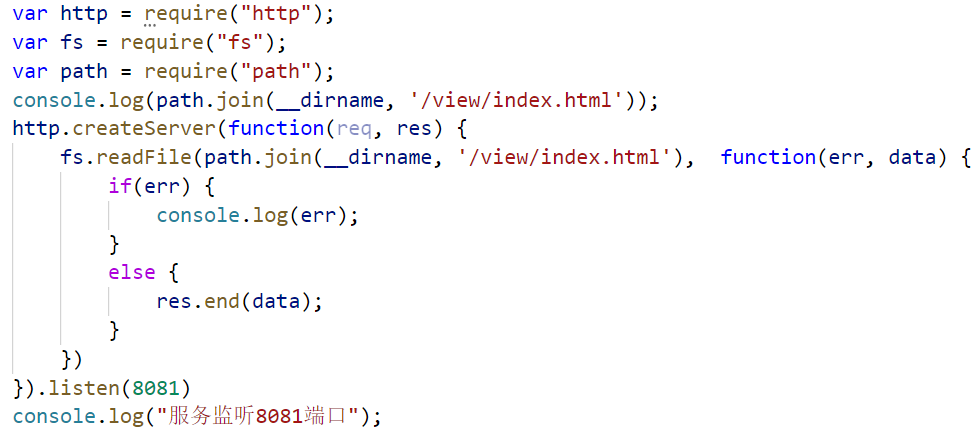 var http = require("http");
var fs = require("fs");
var path = require("path");
console.log(path.join(__dirname, '/view/index.html'));
http.createServer(function(req, res) {
    fs.readFile(path.join(__dirname, '/view/index.html'),  function(err, data) {
        if(err) {
            console.log(err);
        }
        else {
            res.end(data);
        }
    })
}).listen(8081)
console.log("服务监听8081端口");